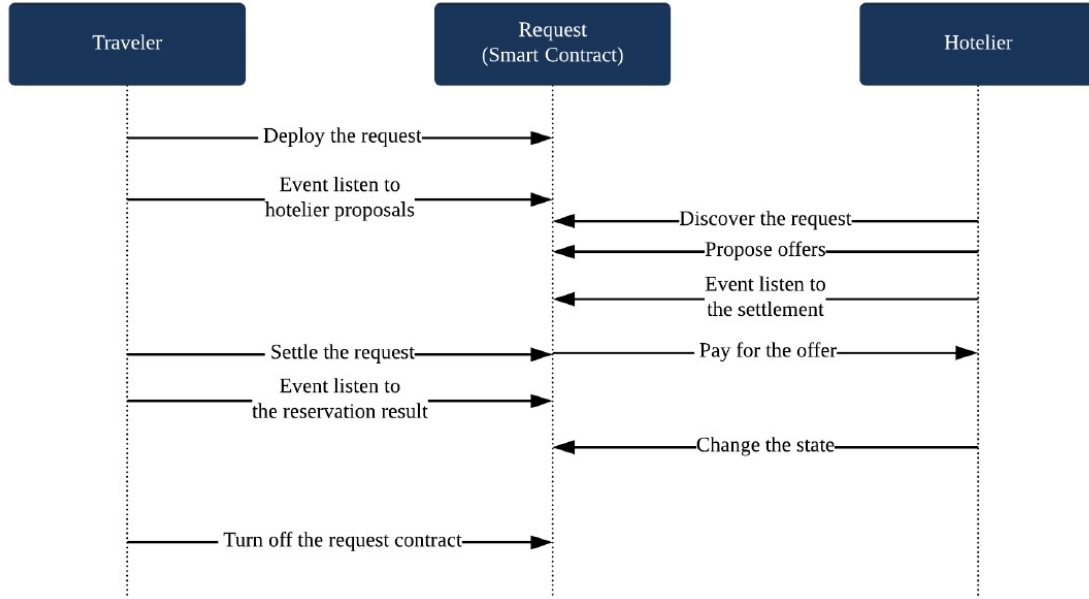 Traveler
Request
(Smart Contract)
Hotelier
Deploy the request
Event listen to
hotelier proposals
Discover the request
Propose offers
Event listen to
the settlement
Settle the request
Pay for the offer
Event listen to
the reservation result
Change the state
Turn off the request contract